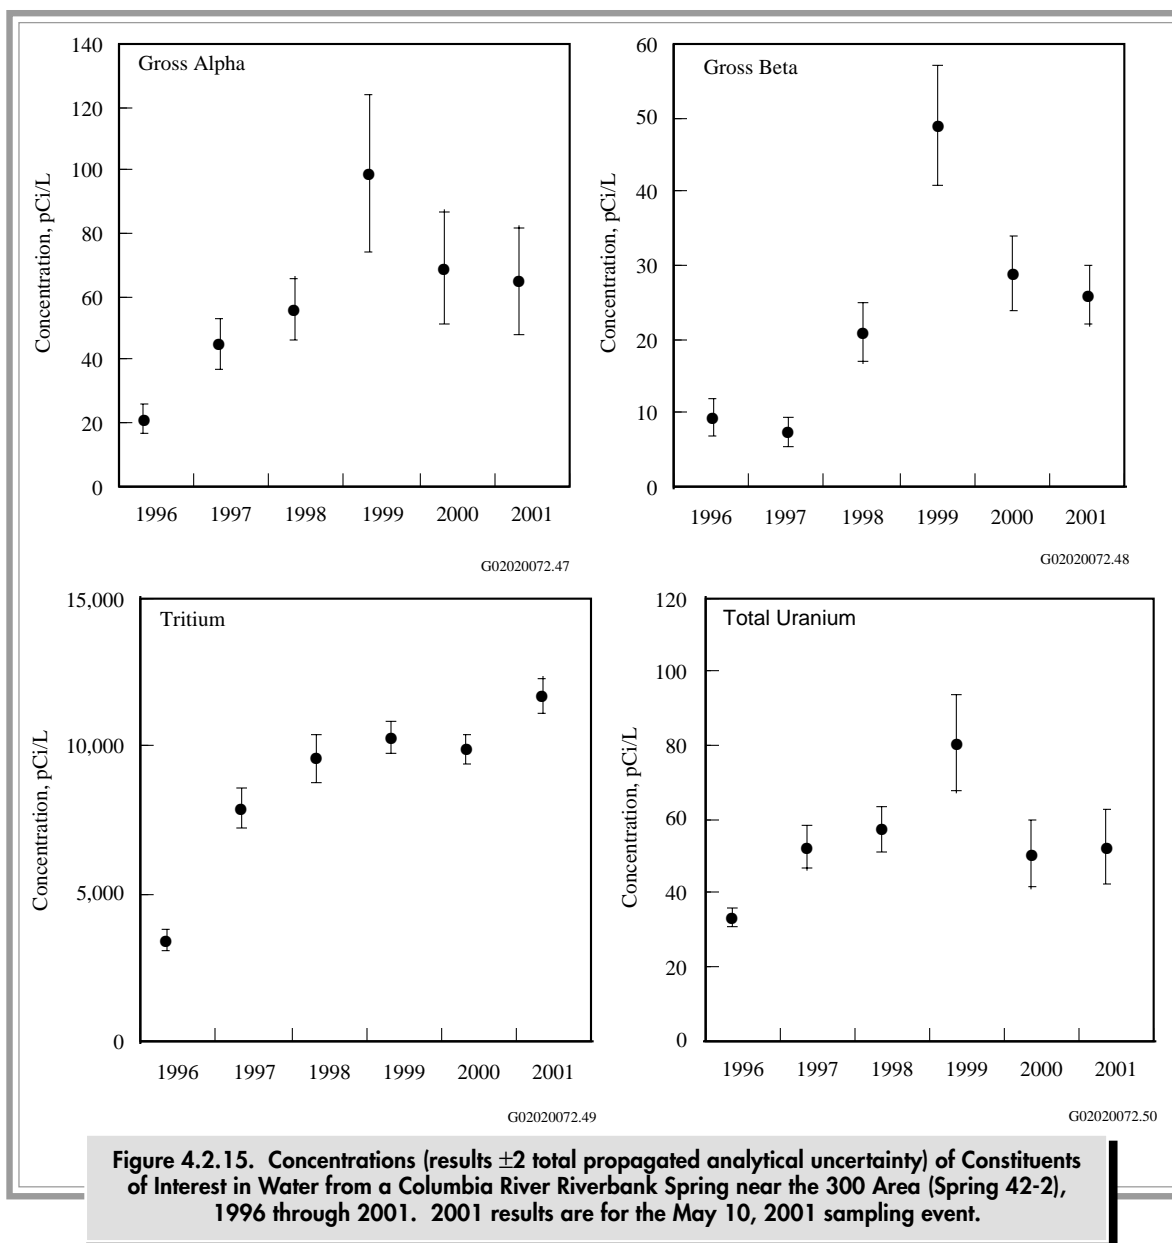 140
120
100
80
60
40
20
0
Concentration, pCi/L
Gross Alpha
1996 1997 1998 1999 2000 2001
G02020072.47
60
50
40
30
20
10
0
Concentration, pCi/L
Gross Beta
1996 1997 1998 1999 2000 2001
G02020072.48
15,000
10,000
5,000
0
Concentration, pCi/L
Tritium
1996 1997 1998 1999 2000 2001
G02020072.49
120
100
80
60
40
20
0
Concentration, pCi/L
Total Uranium
1996 1997 1998 1999 2000 2001
G02020072.50
Figure 4.2.15. Concentrations (results ±2 total propagated analytical uncertainty) of Constituents
of Interest in Water from a Columbia River Riverbank Spring near the 300 Area (Spring 42-2),
1996 through 2001. 2001 results are for the May 10, 2001 sampling event.